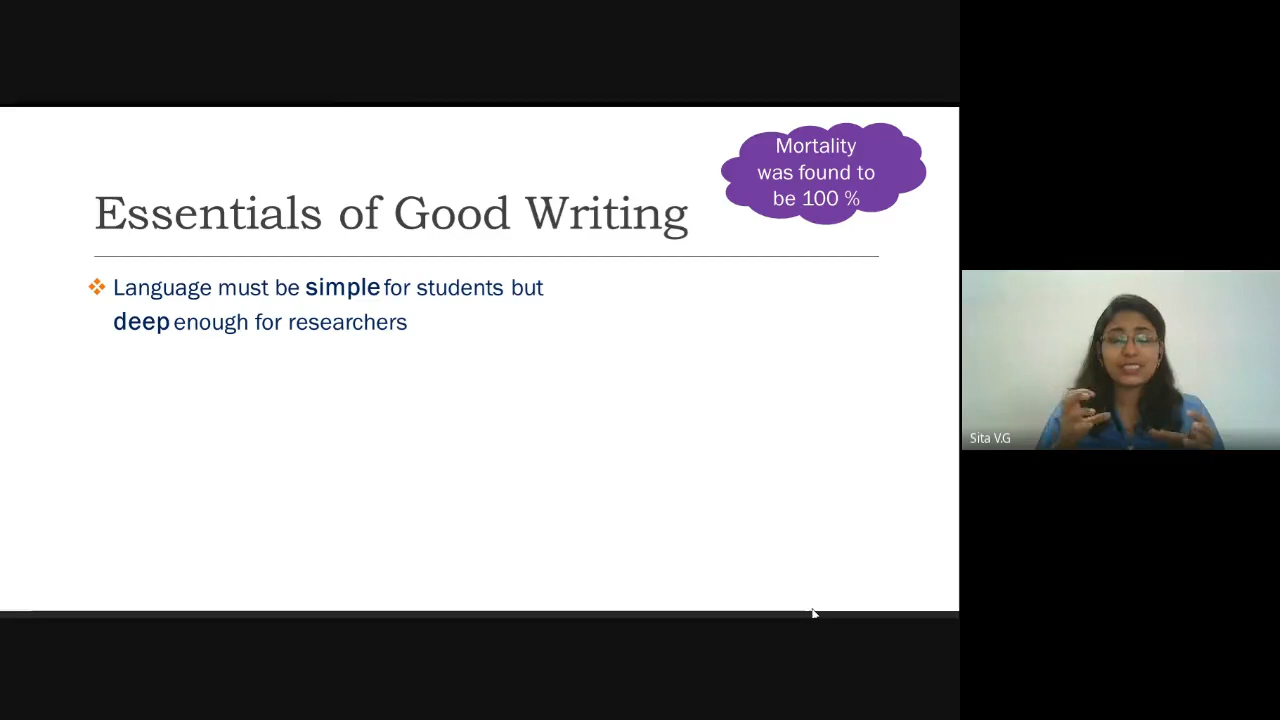 Mortality
was found to
be 100 %
Essentials of Good Writing
Language must be simple for students but
deep enough for researchers
Sita V.G